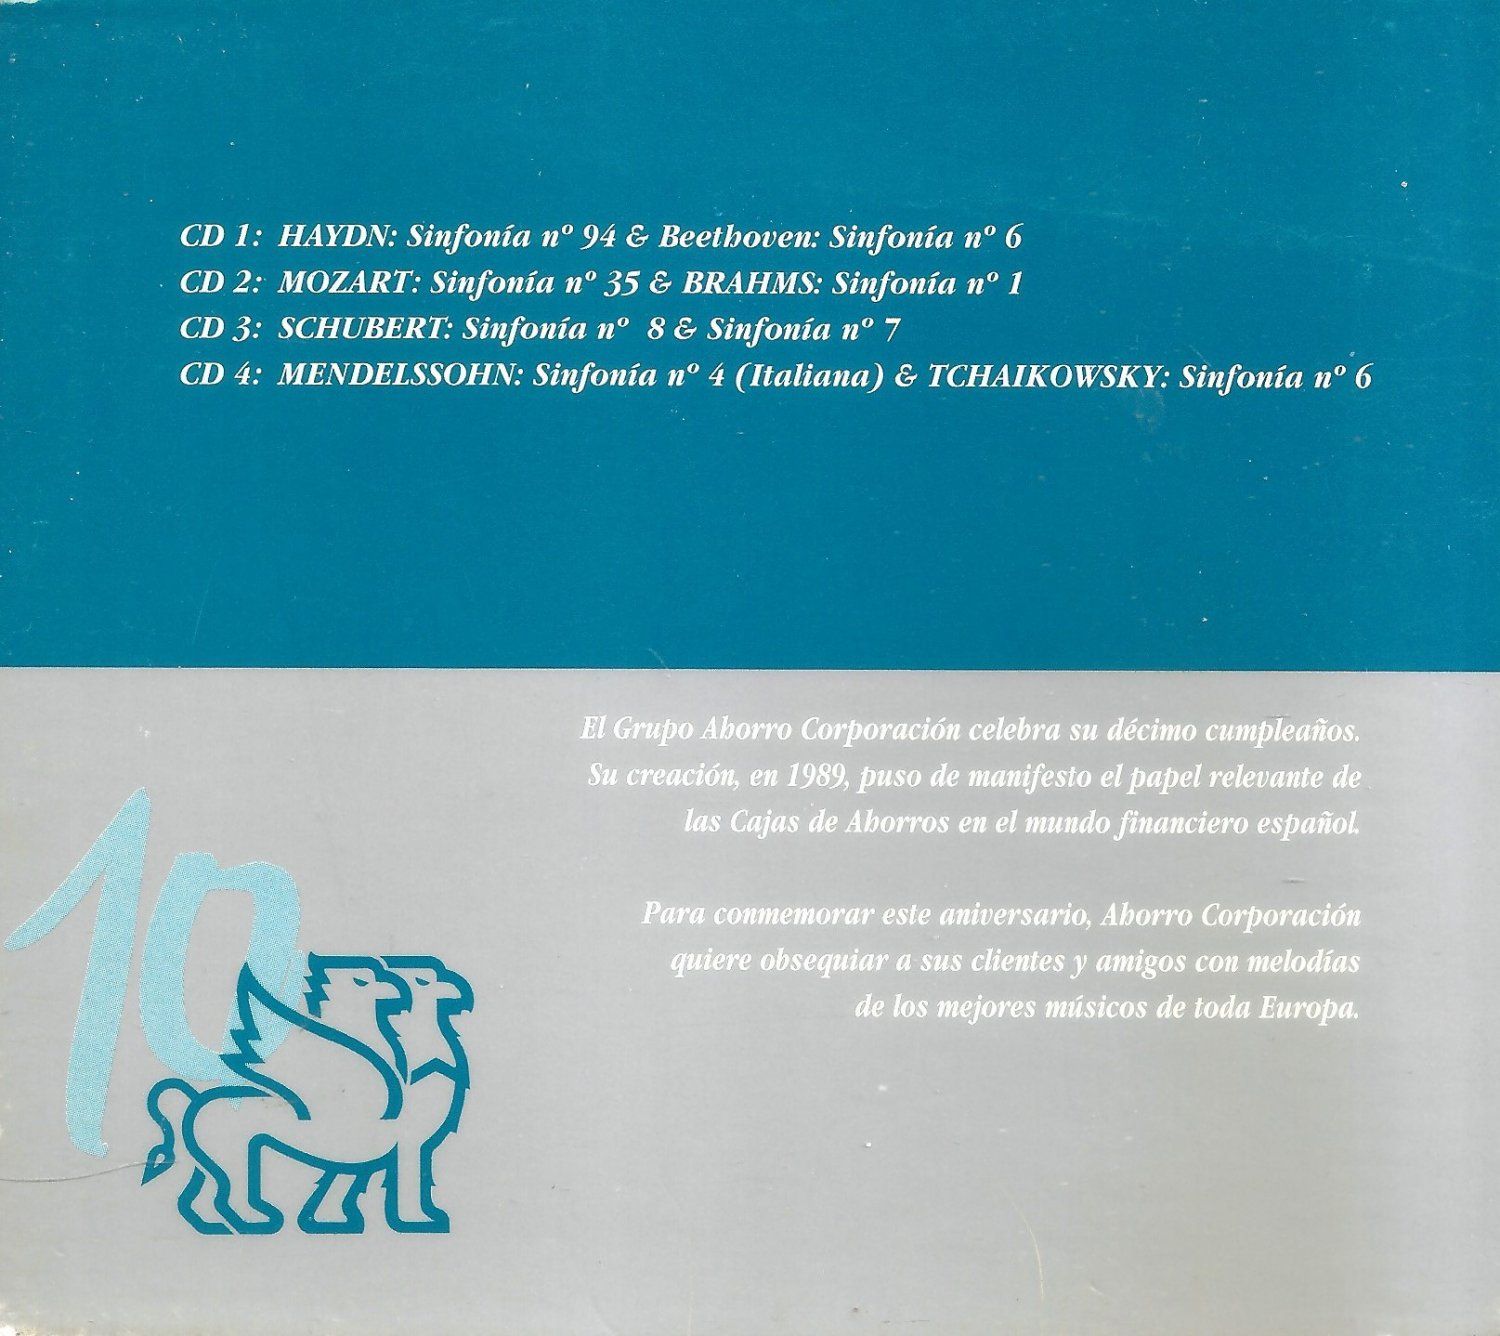 CD 1: HAYDN: Sinfonía nº 94 & Beethoven: Sinfonía nº 6
CD 2: MOZART: Sinfonía nº 35 & BRAHMS: Sinfonía nº 1
CD 3: SCHUBERT: Sinfonía nº 8 & Sinfonía nº 7
CD 4: MENDELSSOHN: Sinfonía nº 4 (Italiana) & TCHAIKOWSKY: Sinfonía nº 6
El Grupo Ahorro Corporación celebra su décimo cumpleaños.
Su creación, en 1989, puso de manifesto el papel relevante de
las Cajas de Ahorros en el mundo financiero español.
Para conmemorar este aniversario, Ahorro Corporación
quiere obsequiar a sus clientes y amigos con melodías
de los mejores músicos de toda Europa.
10